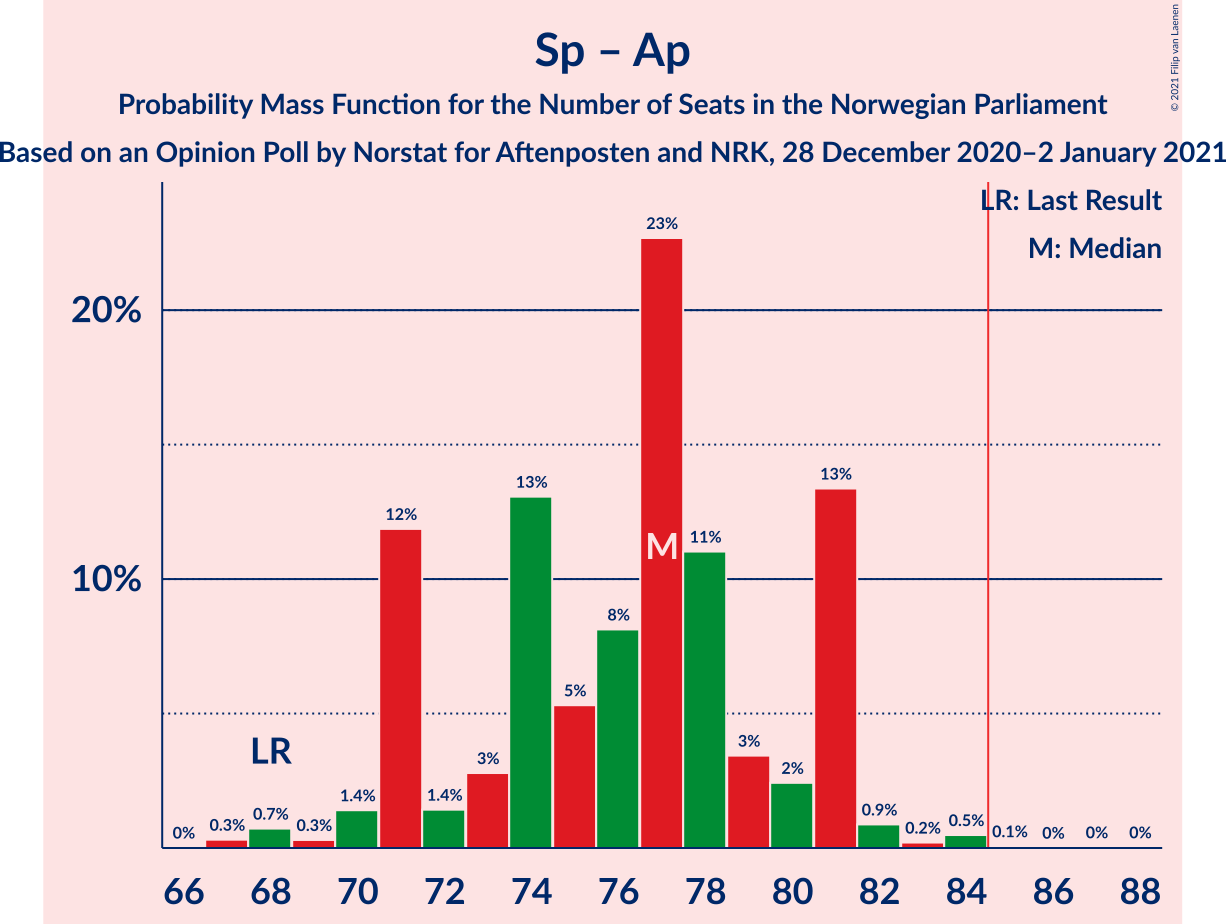 Sp – Ap
Probability Mass Function for the Number of Seats in the Norwegian Parliament
Based on an Opinion Poll by Norstat for Aftenposten and NRK, 28 December 2020–2 January 2021
© 2021 Filip van Laenen
LR: Last Result
M: Median
20%
10%
0%
0.3%
0.7%
0.3%
1.4%
12%
1.4%
3%
13%
5%
8%
23%
11%
3%
2%
13%
0.9%
0.2%
0.5%
0.1%
0%
0%
0%
LR
M
66 68 70 72 74 76 78 80 82 84 86 88